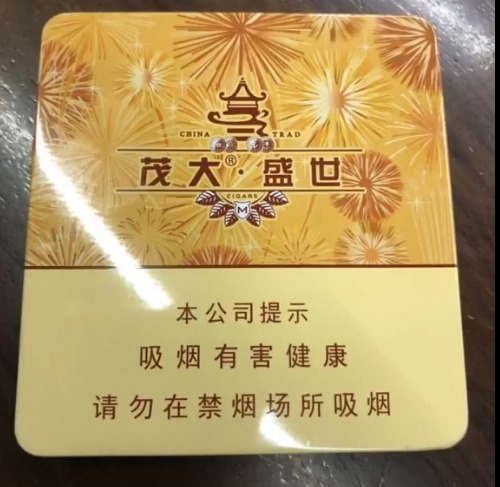 CHINA TRAD
茂大®·盛世
CIGARS
M
本公司提示
吸烟有害健康
请勿在禁烟场所吸烟